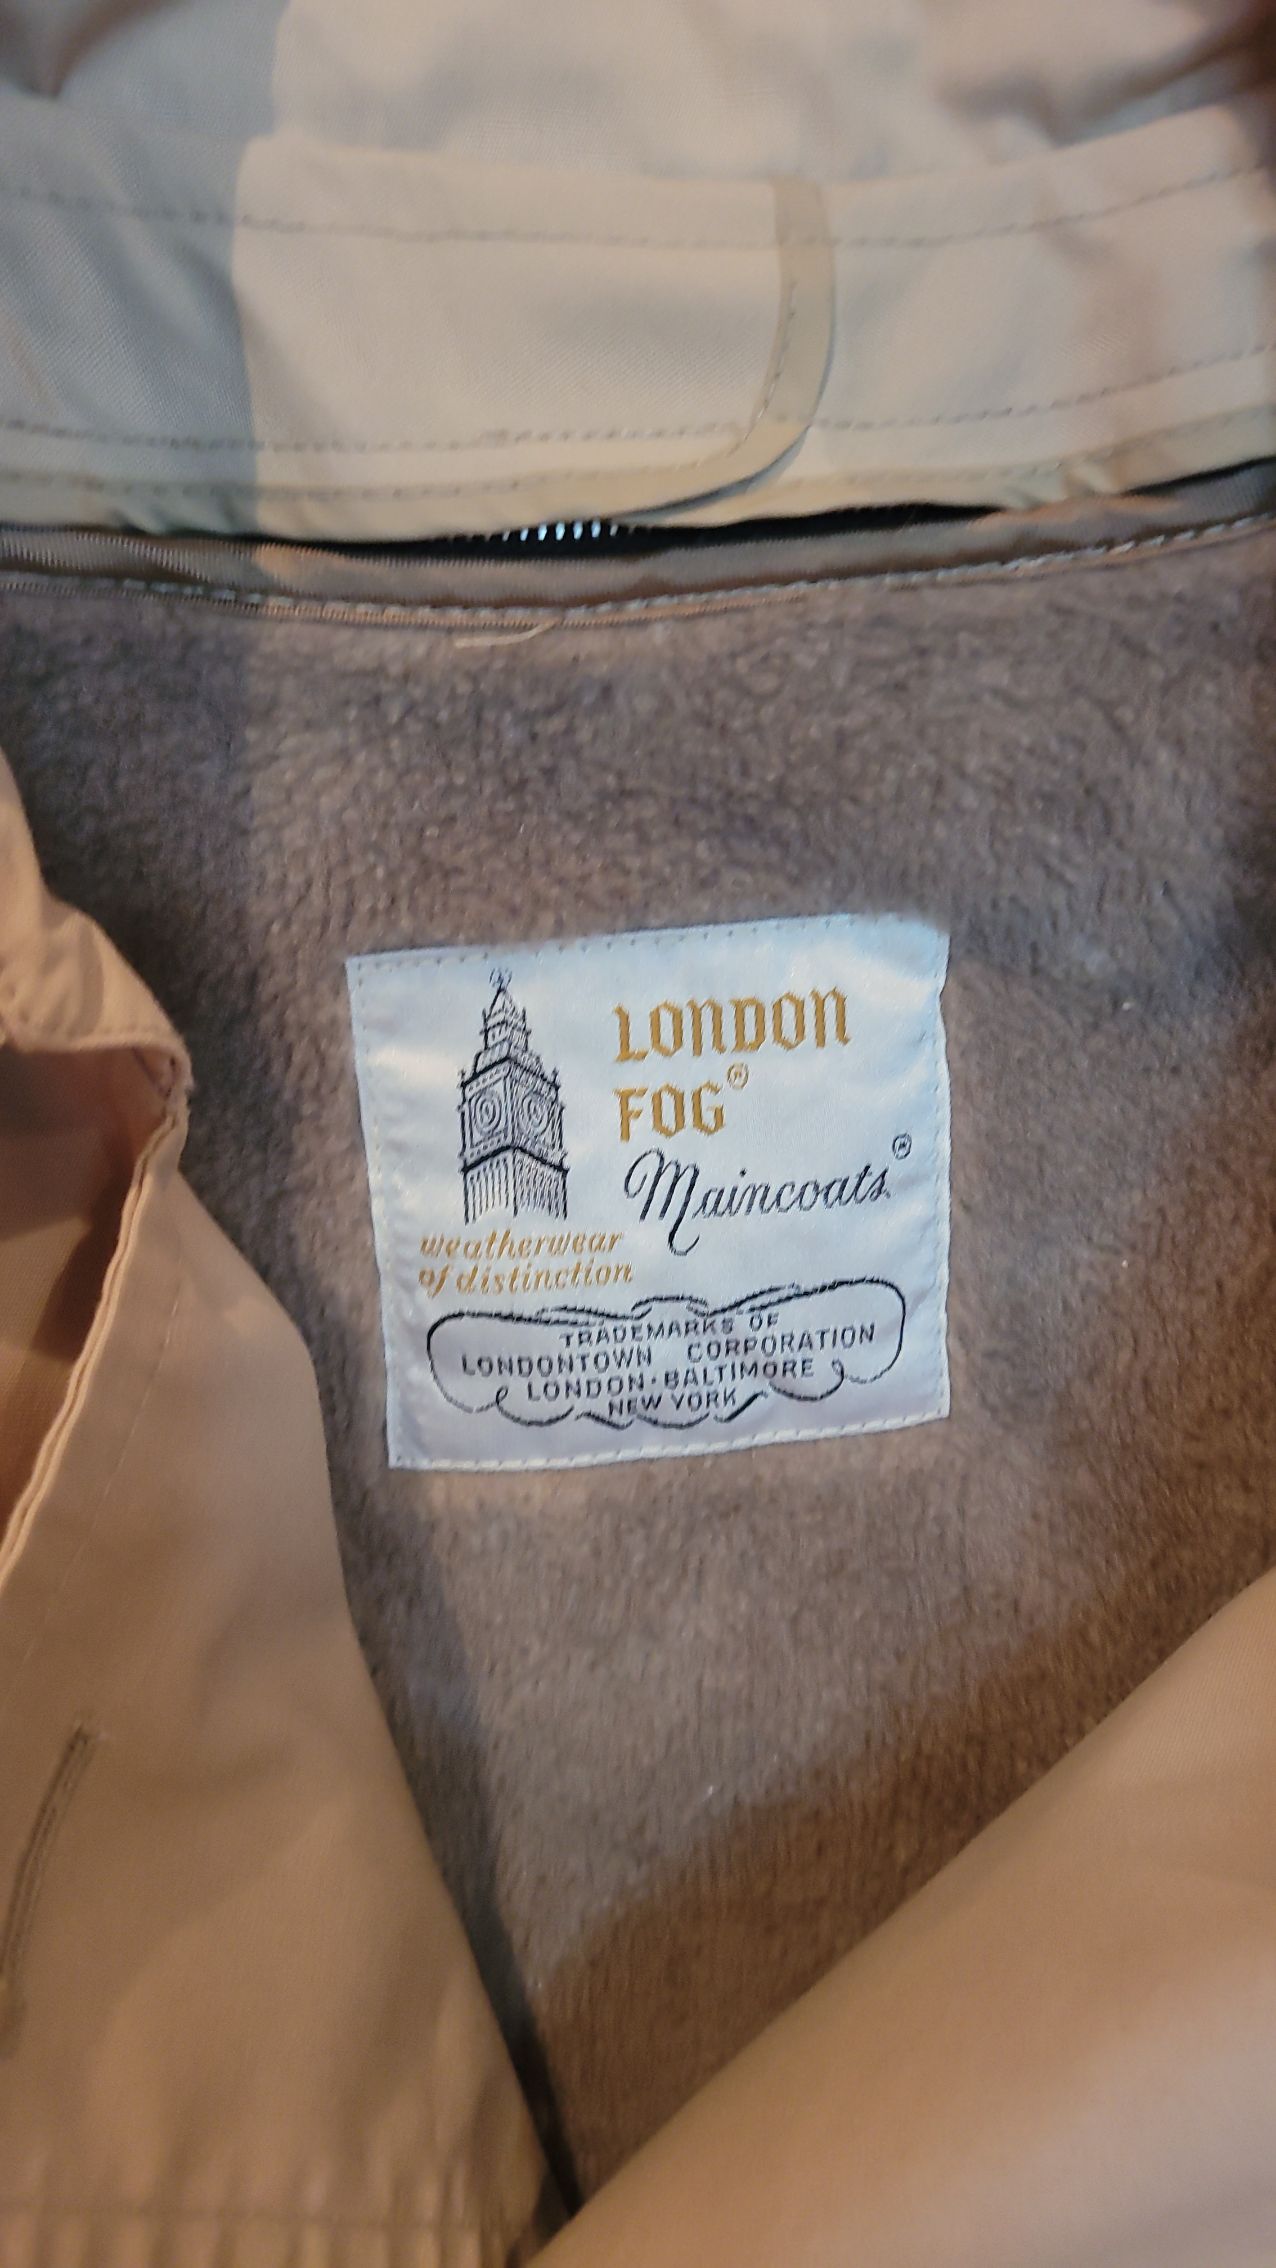 LONDON
FOG®
Maincoats®
weatherwear
of distinction
TRADEMARKS OF
LONDONTOWN CORPORATION
LONDON·BALTIMORE
NEW YORK